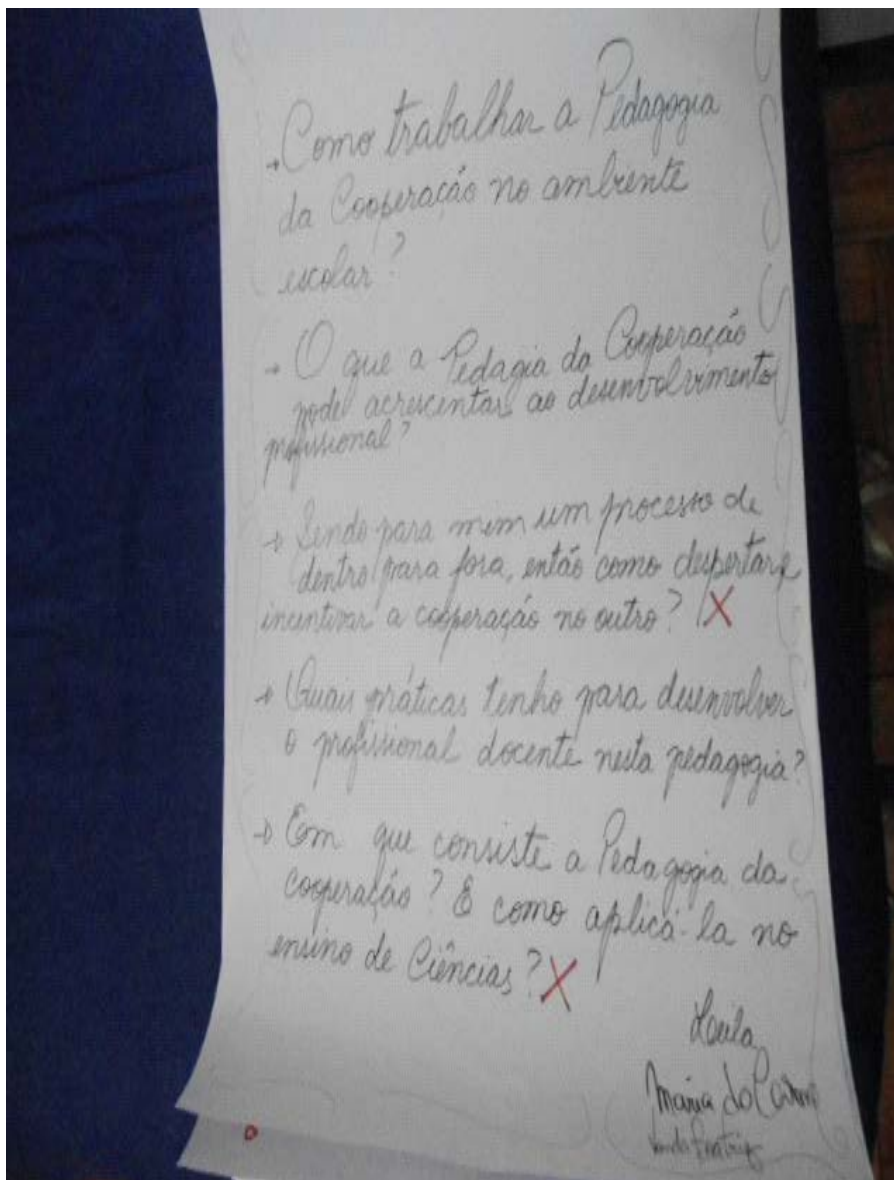 → Como trabalhar a Pedagogia
da Cooperação no ambiente
escolar?
→ O que a Pedagia da Cooperação
pode acrescentar ao desenvolvimento
profissional?
→ Sendo para mem um processo de
dentro para fora, então como despertar e
incentivar a cooperação no outro? X
→ Quais práticas tenho para desenvolver
o profissional docente nesta pedagogia?
→ Em que consiste a Pedagogia da
cooperação? E como aplicá-la no
ensino de Ciências? X
Leila
Maria do Carmo